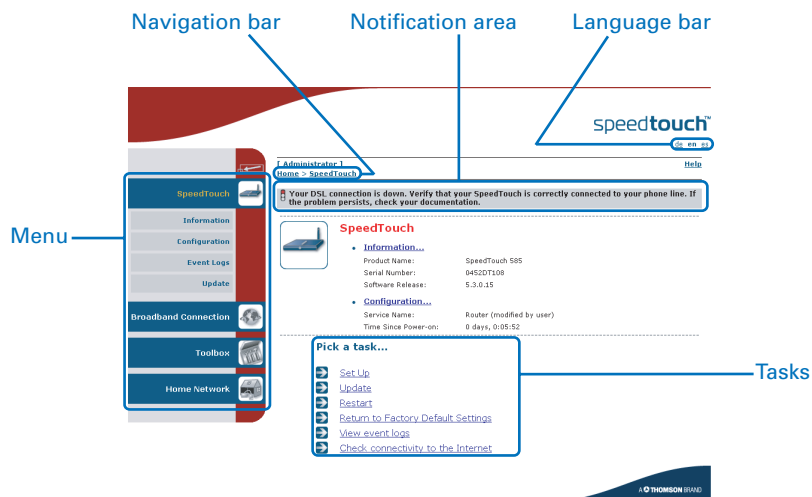 Navigation bar
Notification area
Language bar
speedtouch™
de en es
[ Administrator ]
Help
Home > SpeedTouch
Your DSL connection is down. Verify that your SpeedTouch is correctly connected to your phone line. If
the problem persists, check your documentation.
Menu
SpeedTouch
Information
Configuration
Event Logs
Update
Broadband Connection
Toolbox
Home Network
SpeedTouch
Information...
Product Name: SpeedTouch 585
Serial Number: 0452DT108
Software Release: 5.3.0.15
Configuration...
Service Name: Router (modified by user)
Time Since Power-on: 0 days, 0:05:52
Pick a task...
Set Up
Update
Restart
Return to Factory Default Settings
View event logs
Check connectivity to the Internet
Tasks
A THOMSON BRAND